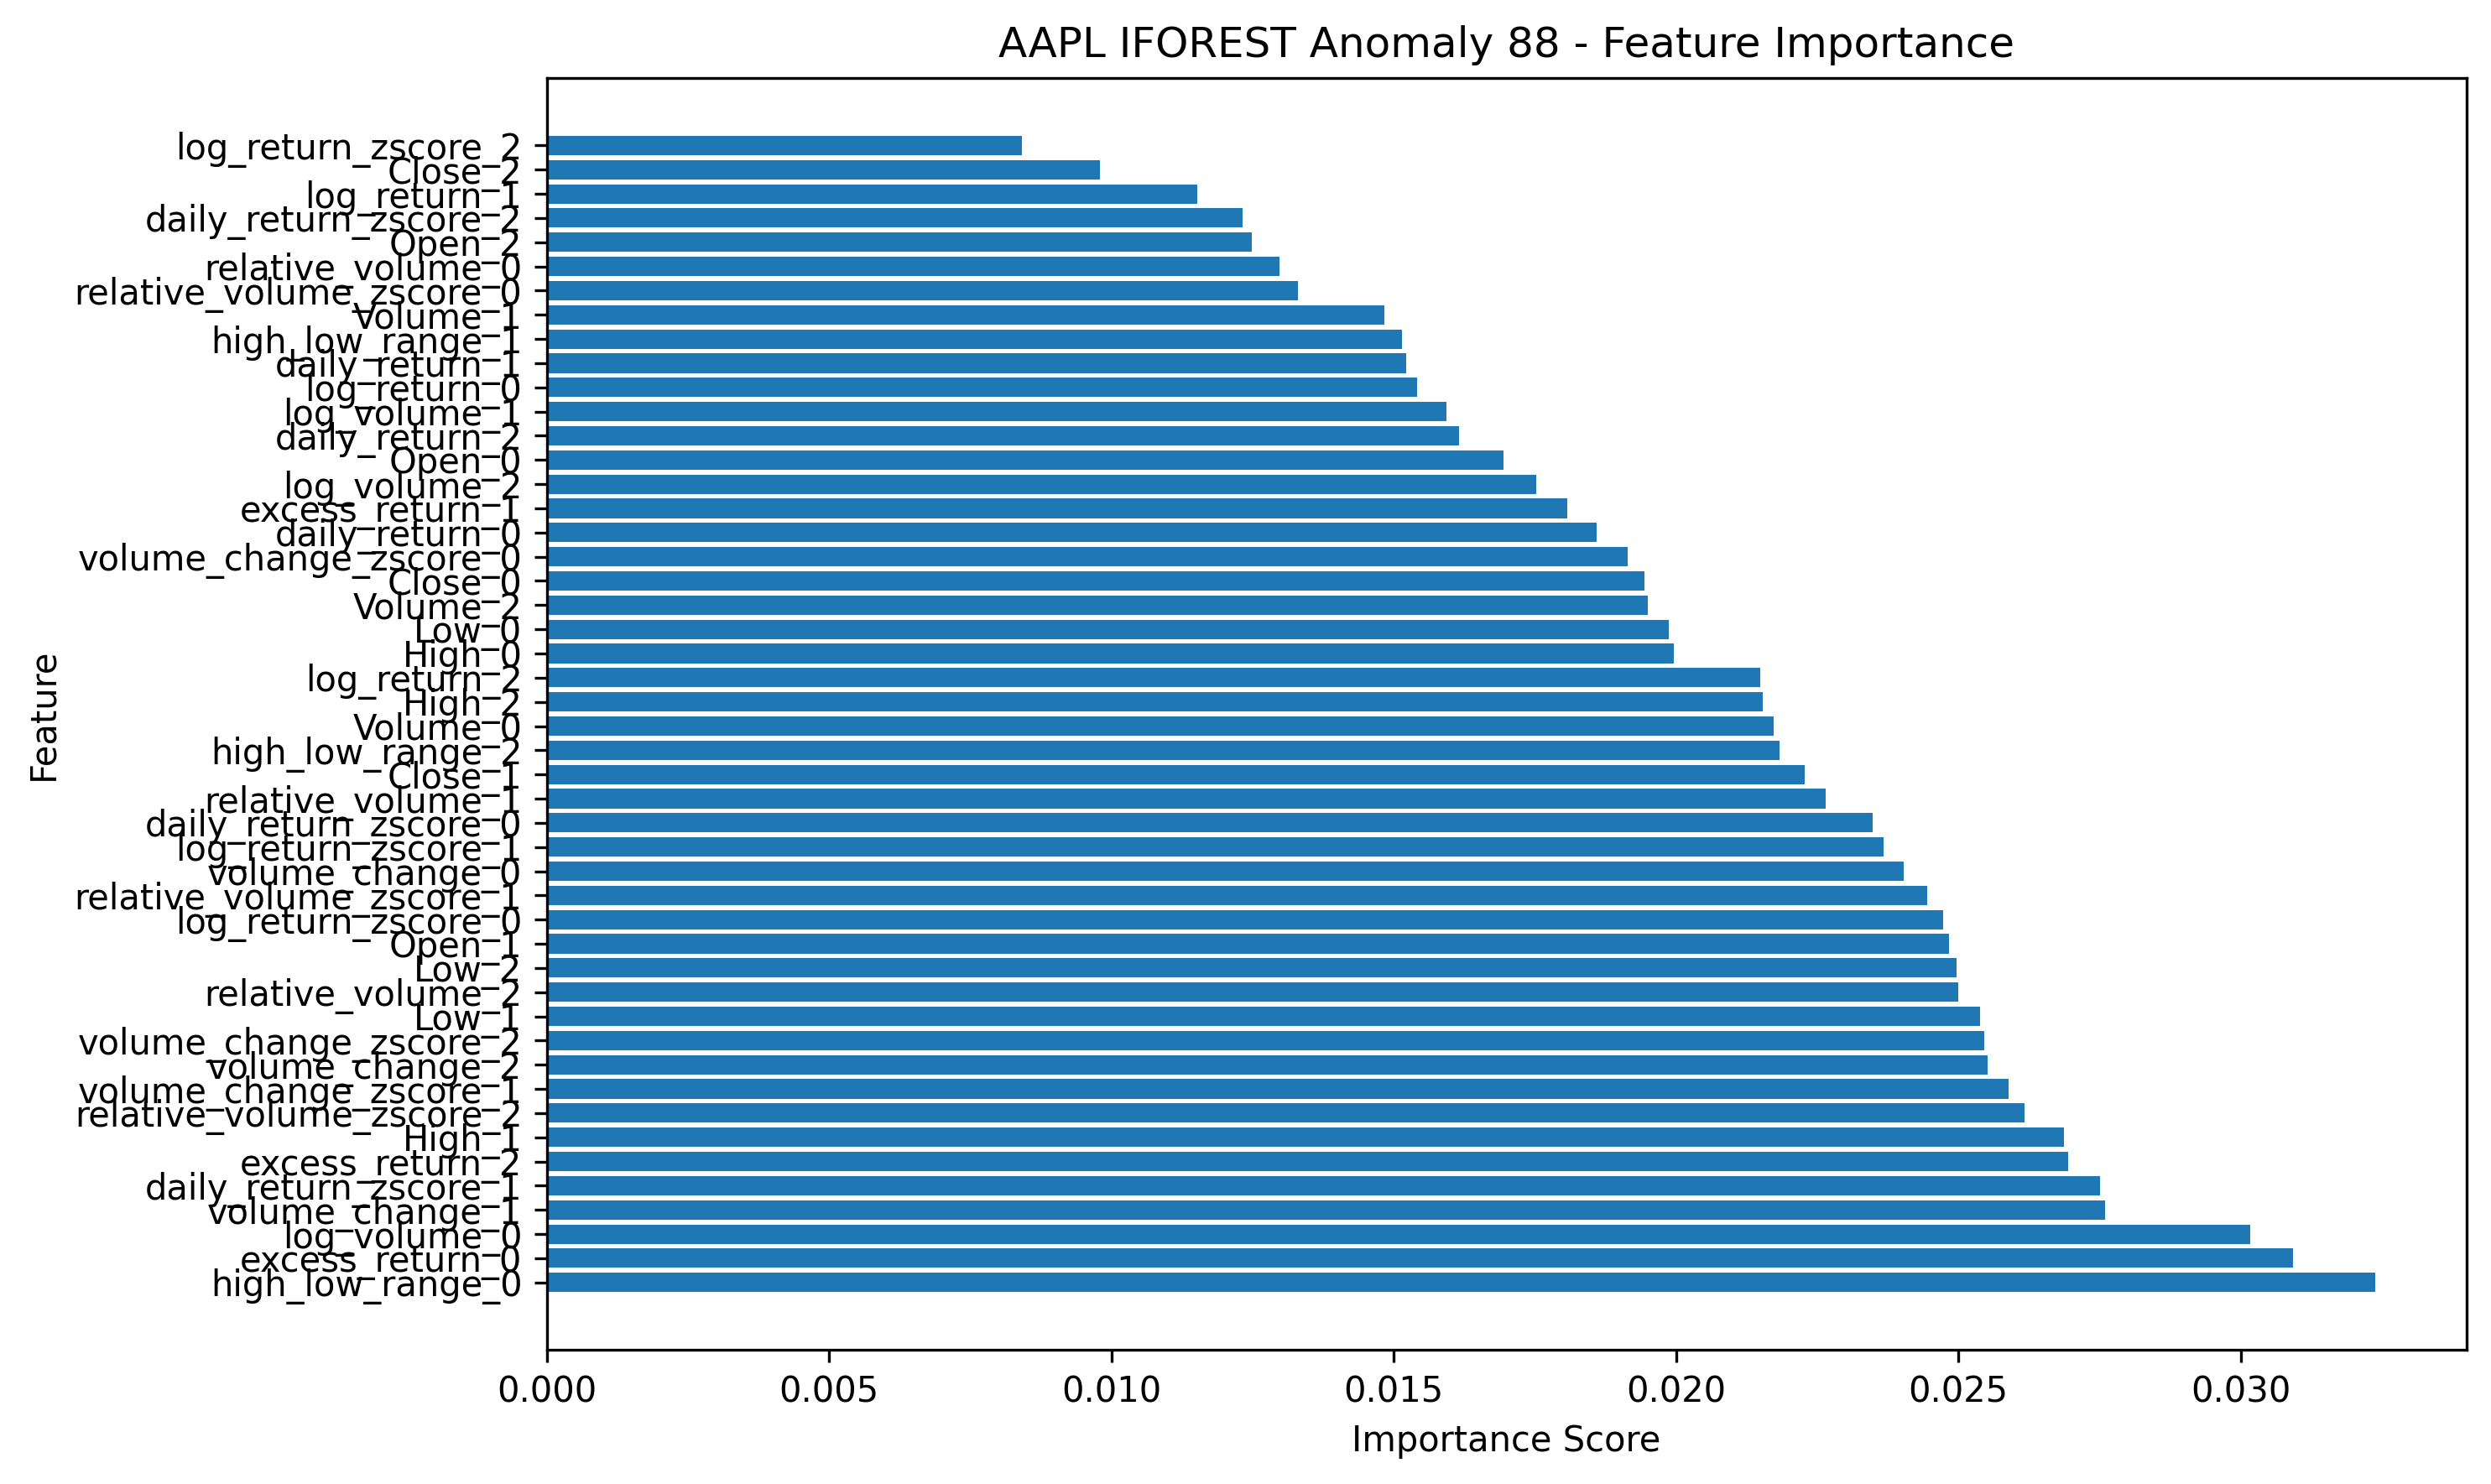 AAPL IFOREST Anomaly 88 - Feature Importance
log_return_zscore_2
Close_2
log_return_1
daily_return_zscore_2
Open_2
relative_volume_0
relative_volume_zscore_0
Volume_1
high_low_range_1
daily_return_1
log_return_0
log_volume_1
daily_return_2
Open_0
log_volume_2
excess_return_1
daily_return_0
volume_change_zscore_0
Close_0
Volume_2
Low_0
High_0
log_return_2
High_2
Volume_0
high_low_range_2
Close_1
relative_volume_1
daily_return_zscore_0
log_return_zscore_1
volume_change_0
relative_volume_zscore_1
log_return_zscore_0
Open_1
Low_2
relative_volume_2
Low_1
volume_change_zscore_2
volume_change_2
volume_change_zscore_1
relative_volume_zscore_2
High_1
excess_return_2
daily_return_zscore_1
volume_change_1
log_volume_0
excess_return_0
high_low_range_0
Feature
0.000 0.005 0.010 0.015 0.020 0.025 0.030
Importance Score